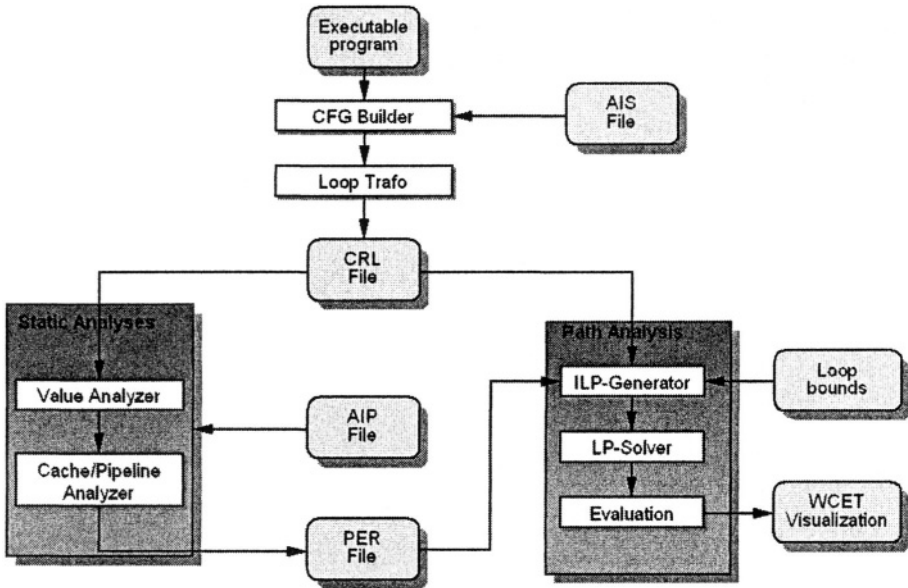 Executable
program
CFG Builder
AIS
File
Loop Trafo
CRL
File
Static Analyses
Path Analysis
Value Analyzer
ILP-Generator
Loop
bounds
AIP
File
LP-Solver
Cache/Pipeline
Analyzer
Evaluation
WCET
Visualization
PER
File